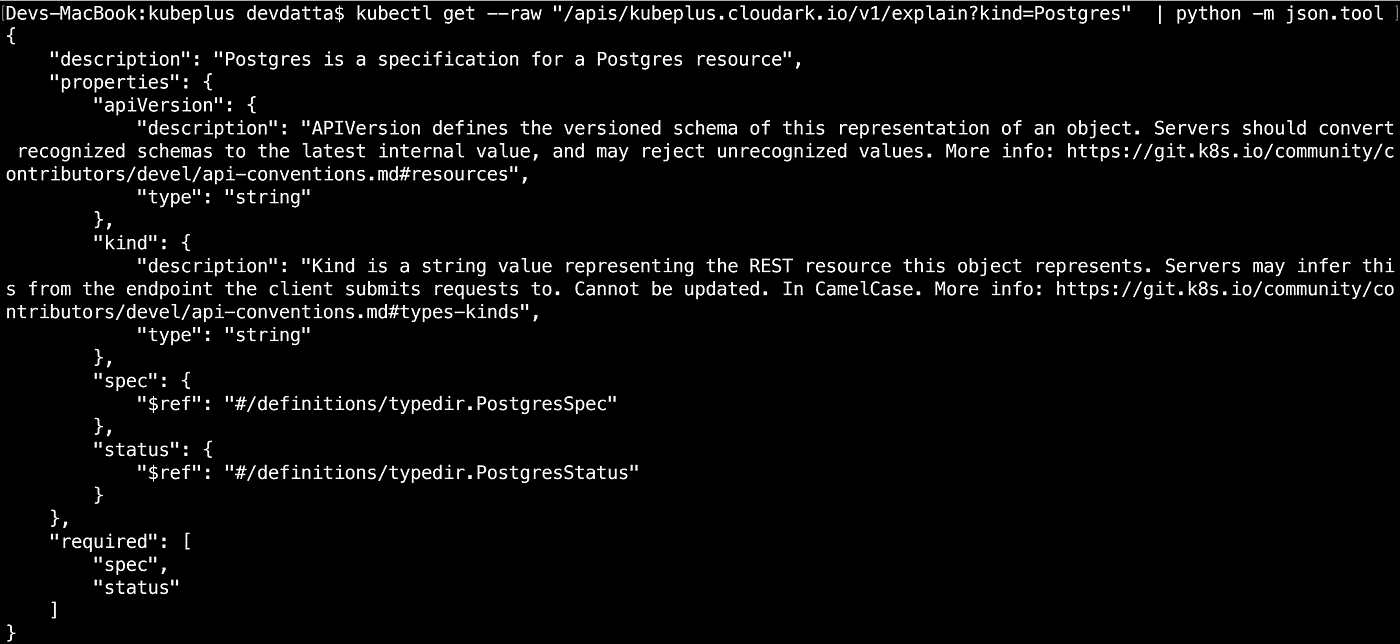 [Devs-MacBook:kubeplus devdatta$ kubectl get --raw "/apis/kubeplus.cloudark.io/v1/explain?kind=Postgres"  | python -m json.tool ]
{
    "description": "Postgres is a specification for a Postgres resource",
    "properties": {
        "apiVersion": {
            "description": "APIVersion defines the versioned schema of this representation of an object. Servers should convert
 recognized schemas to the latest internal value, and may reject unrecognized values. More info: https://git.k8s.io/community/c
ontributors/devel/api-conventions.md#resources",
            "type": "string"
        },
        "kind": {
            "description": "Kind is a string value representing the REST resource this object represents. Servers may infer thi
s from the endpoint the client submits requests to. Cannot be updated. In CamelCase. More info: https://git.k8s.io/community/co
ntributors/devel/api-conventions.md#types-kinds",
            "type": "string"
        },
        "spec": {
            "$ref": "#/definitions/typedir.PostgresSpec"
        },
        "status": {
            "$ref": "#/definitions/typedir.PostgresStatus"
        }
    },
    "required": [
        "spec",
        "status"
    ]
}